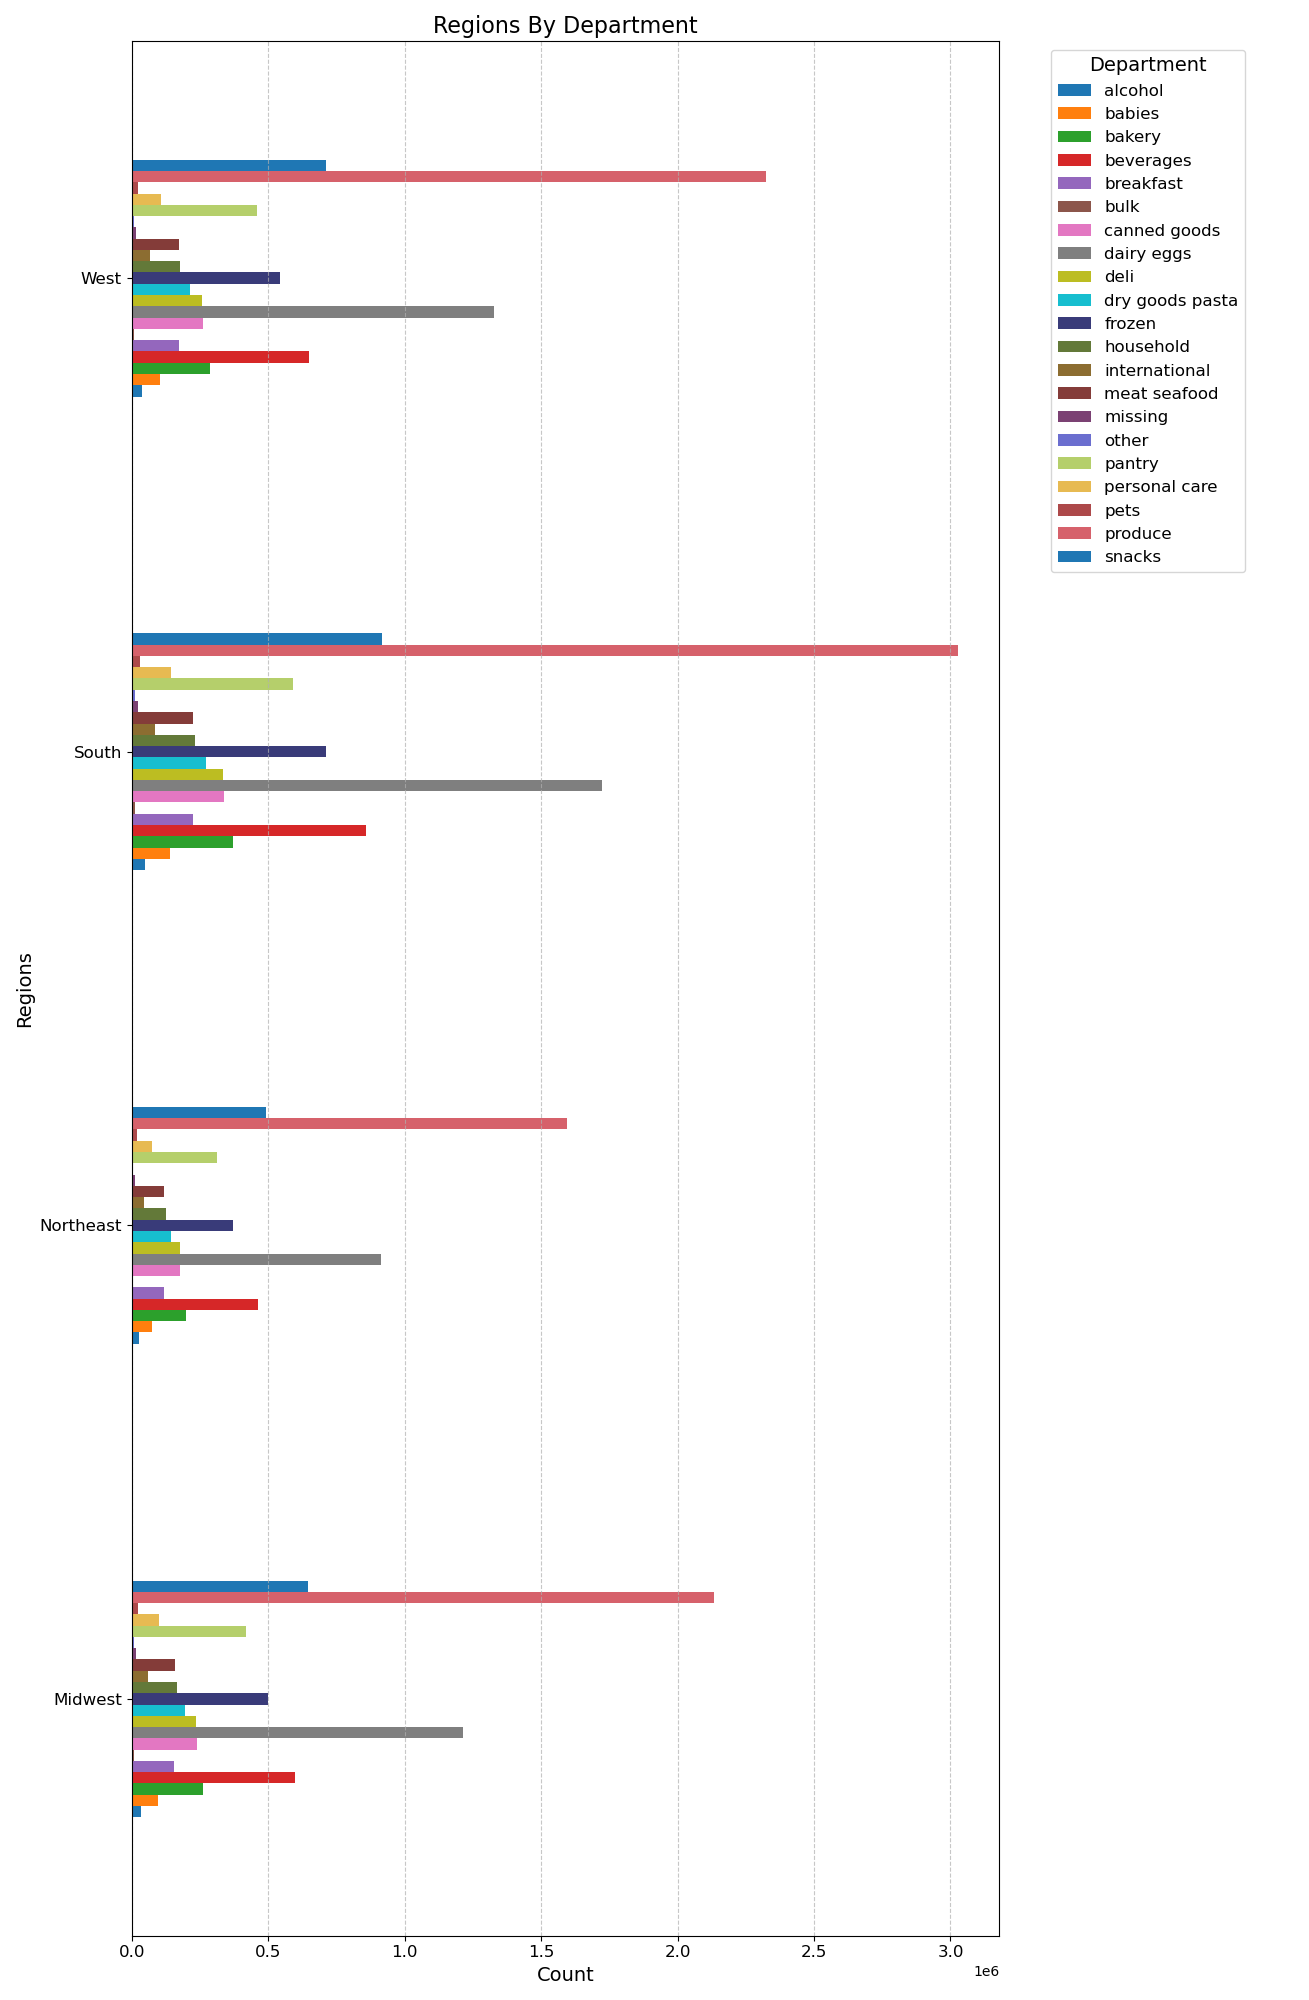 Regions By Department
Department
alcohol
babies
bakery
beverages
breakfast
bulk
canned goods
dairy eggs
deli
dry goods pasta
frozen
household
international
meat seafood
missing
other
pantry
personal care
pets
produce
snacks
West
South
Regions
Northeast
Midwest
0.0 0.5 1.0 1.5 2.0 2.5 3.0
1e6
Count